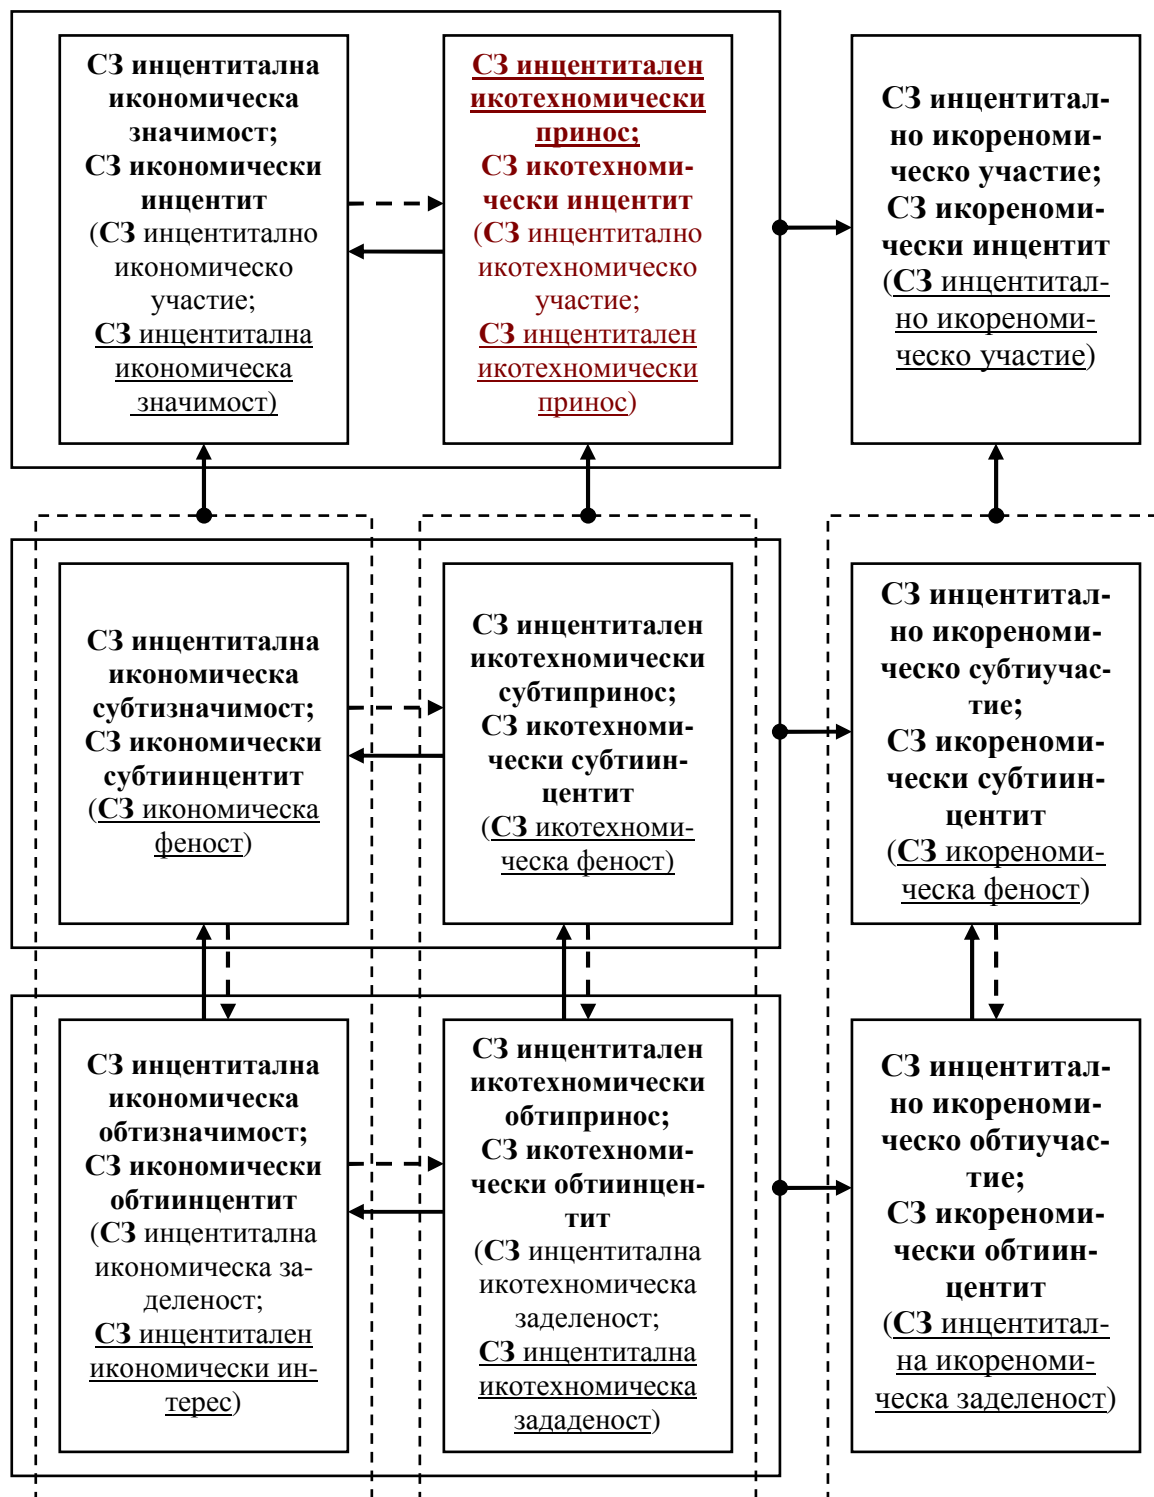 СЗ инцентитална
икономическа
значимост;
СЗ икономически
инцентит
(СЗ инцентитално
икономическо
участие;
СЗ инцентитална
икономическа
значимост)
СЗ инцентитален
икотехномически
принос;
СЗ икотехноми-
чески инцентит
(СЗ инцентитално
икотехномическо
участие;
СЗ инцентитален
икотехномически
принос)
СЗ инцентитал-
но икореноми-
ческо участие;
СЗ икореноми-
чески инцентит
(СЗ инцентитал-
но икореноми-
ческо участие)
СЗ инцентитална
икономическа
субтизначимост;
СЗ икономически
субтиинцентит
(СЗ икономическа
феност)
СЗ инцентитален
икотехномически
субтипринос;
СЗ икотехноми-
чески субтиин-
центит
(СЗ икотехноми-
ческа феност)
СЗ инцентитал-
но икореноми-
ческо субтиучас-
тие;
СЗ икореноми-
чески субтиин-
центит
(СЗ икореноми-
ческа феност)
СЗ инцентитална
икономическа
обтизначимост;
СЗ икономически
обтиинцентит
(СЗ инцентитална
икономическа за-
деленост;
СЗ инцентитален
икономически ин-
терес)
СЗ инцентитален
икотехномически
обтипринос;
СЗ икотехноми-
чески обтиинцен-
тит
(СЗ инцентитална
икотехномическа
заделеност;
СЗ инцентитална
икотехномическа
зададеност)
СЗ инцентитал-
но икореноми-
ческо обтиучас-
тие;
СЗ икореноми-
чески обтиин-
центит
(СЗ инцентитал-
на икореноми-
ческа заделеност)